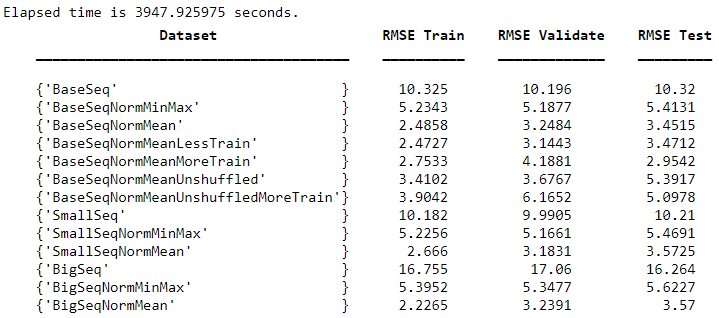 Elapsed time is 3947.925975 seconds.
Dataset RMSE Train RMSE Validate RMSE Test
{'BaseSeq' } 10.325 10.196 10.32
{'BaseSeqNormMinMax' } 5.2343 5.1877 5.4131
{'BaseSeqNormMean' } 2.4858 3.2484 3.4515
{'BaseSeqNormMeanLessTrain' } 2.4727 3.1443 3.4712
{'BaseSeqNormMeanMoreTrain' } 2.7533 4.1881 2.9542
{'BaseSeqNormMeanUnshuffled' } 3.4102 3.6767 5.3917
{'BaseSeqNormMeanUnshuffledMoreTrain'} 3.9042 6.1652 5.0978
{'SmallSeq' } 10.182 9.9905 10.21
{'SmallSeqNormMinMax' } 5.2256 5.1661 5.4691
{'SmallSeqNormMean' } 2.666 3.1831 3.5725
{'BigSeq' } 16.755 17.06 16.264
{'BigSeqNormMinMax' } 5.3952 5.3477 5.6227
{'BigSeqNormMean' } 2.2265 3.2391 3.57